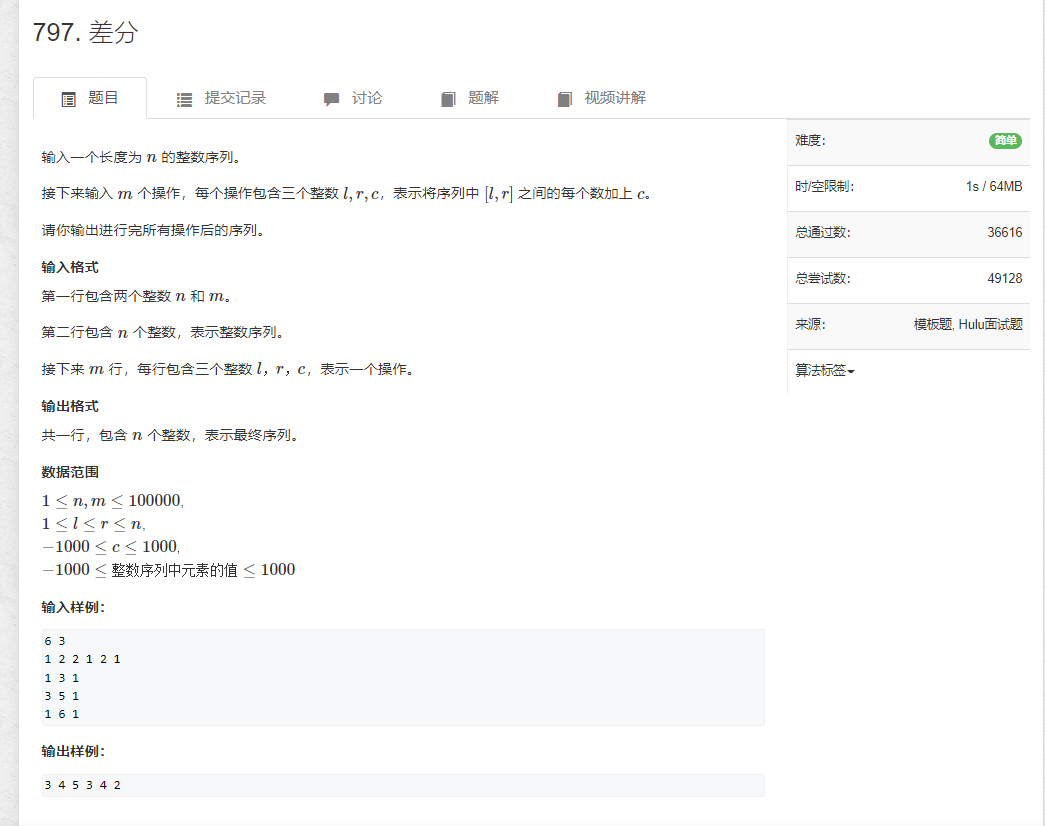 797. 差分
题目 提交记录 讨论 题解 视频讲解
输入一个长度为 n 的整数序列。
接下来输入 m 个操作，每个操作包含三个整数 l, r, c，表示将序列中 [l, r] 之间的每个数加上 c。
请你输出进行完所有操作后的序列。
输入格式
第一行包含两个整数 n 和 m。
第二行包含 n 个整数，表示整数序列。
接下来 m 行，每行包含三个整数 l，r，c，表示一个操作。
输出格式
共一行，包含 n 个整数，表示最终序列。
数据范围
1 ≤ n, m ≤ 100000,
1 ≤ l ≤ r ≤ n,
−1000 ≤ c ≤ 1000,
−1000 ≤ 整数序列中元素的值 ≤ 1000
输入样例：
6 3
1 2 2 1 2 1
1 3 1
3 5 1
1 6 1
输出样例：
3 4 5 3 4 2
难度： 简单
时/空限制： 1s / 64MB
总通过数： 36616
总尝试数： 49128
来源： 模板题, Hulu面试题
算法标签